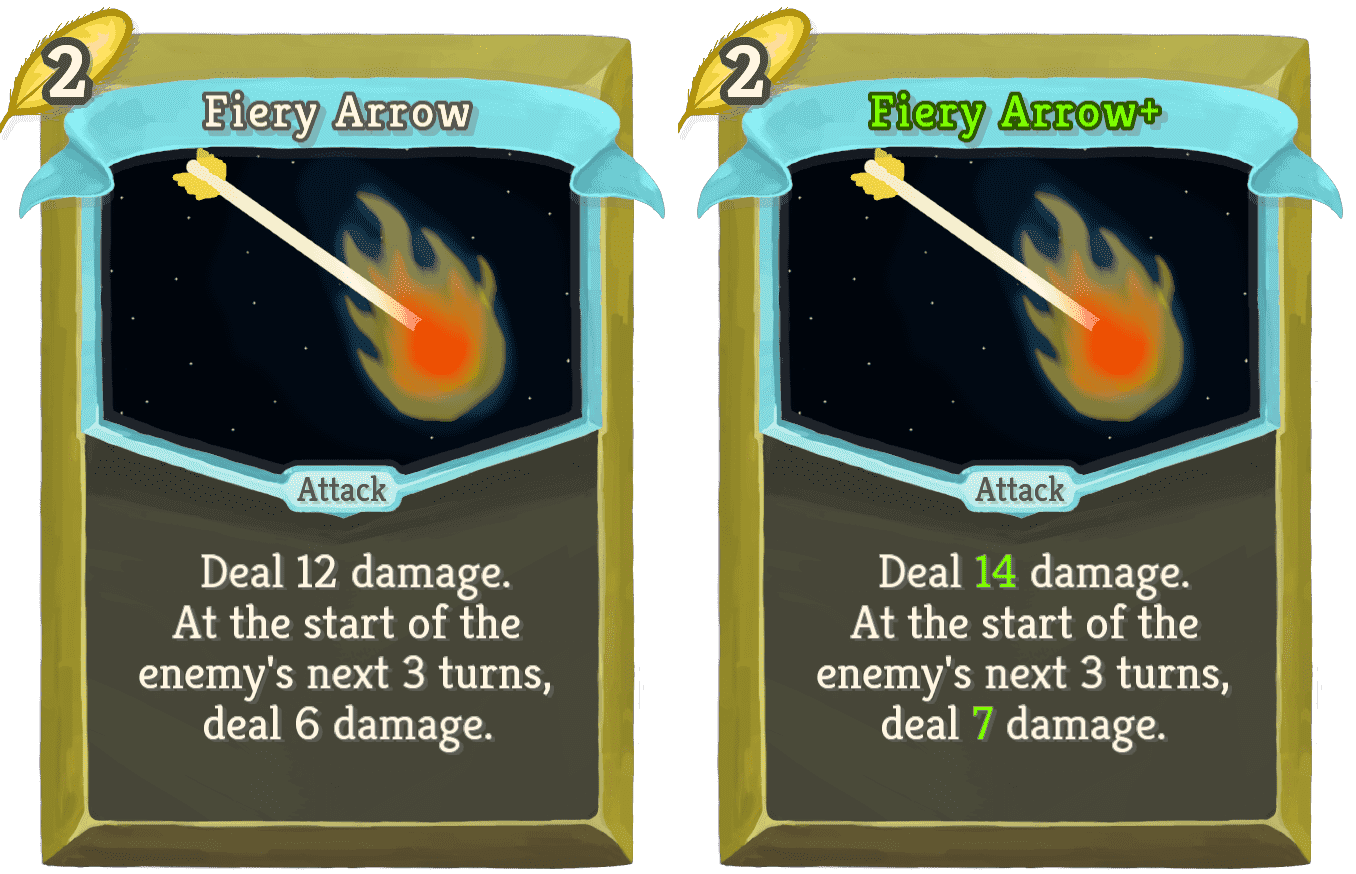 2
Fiery Arrow
Attack
Deal 12 damage.
At the start of the
enemy's next 3 turns,
deal 6 damage.
2
Fiery Arrow+
Attack
Deal 14 damage.
At the start of the
enemy's next 3 turns,
deal 7 damage.